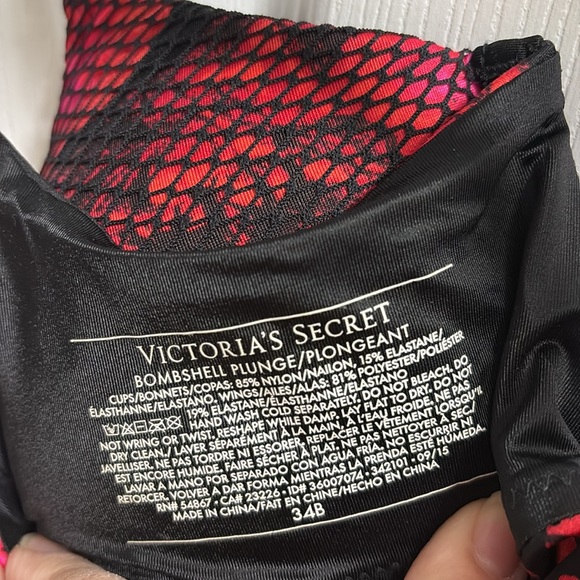 VICTORIA'S SECRET
BOMBSHELL PLUNGE/PLONGEANT
CUPS/BONNETS/COPAS: 85% NYLON/NAILON, 15% ELASTANE/
ÉLASTHANNE/ELASTANO, WINGS/AILES/ALAS: 81% POLYESTER/POLIÉSTER
19% ELASTANE/ÉLASTHANNE/ELASTANO
HAND WASH COLD SEPARATELY. DO NOT BLEACH. DO
NOT WRING OR TWIST, RESHAPE WHILE DAMP. LAY FLAT TO DRY. DO NOT
DRY CLEAN./ LAVER SÉPARÉMENT À LA MAIN, À L'EAU FROIDE. NE PAS
JAVELLISER. NE PAS TORDRE NI ESSORER, REPLACER LE VÊTEMENT LORSQU'IL
EST ENCORE HUMIDE. FAIRE SÉCHER À PLAT. NE PAS NETTOYER À SEC/
LAVAR A MANO POR SEPARADO CON AGUA FRÍA. NO ESCURRIR NI
RETORCER. VOLVER A DAR FORMA MIENTRAS LA PRENDA ESTÉ HÚMEDA.
RN# 54867 • CA# 23226 • ID# 36007074 • 342101 • 09/15
MADE IN CHINA/FAIT EN CHINE/HECHO EN CHINA
34B